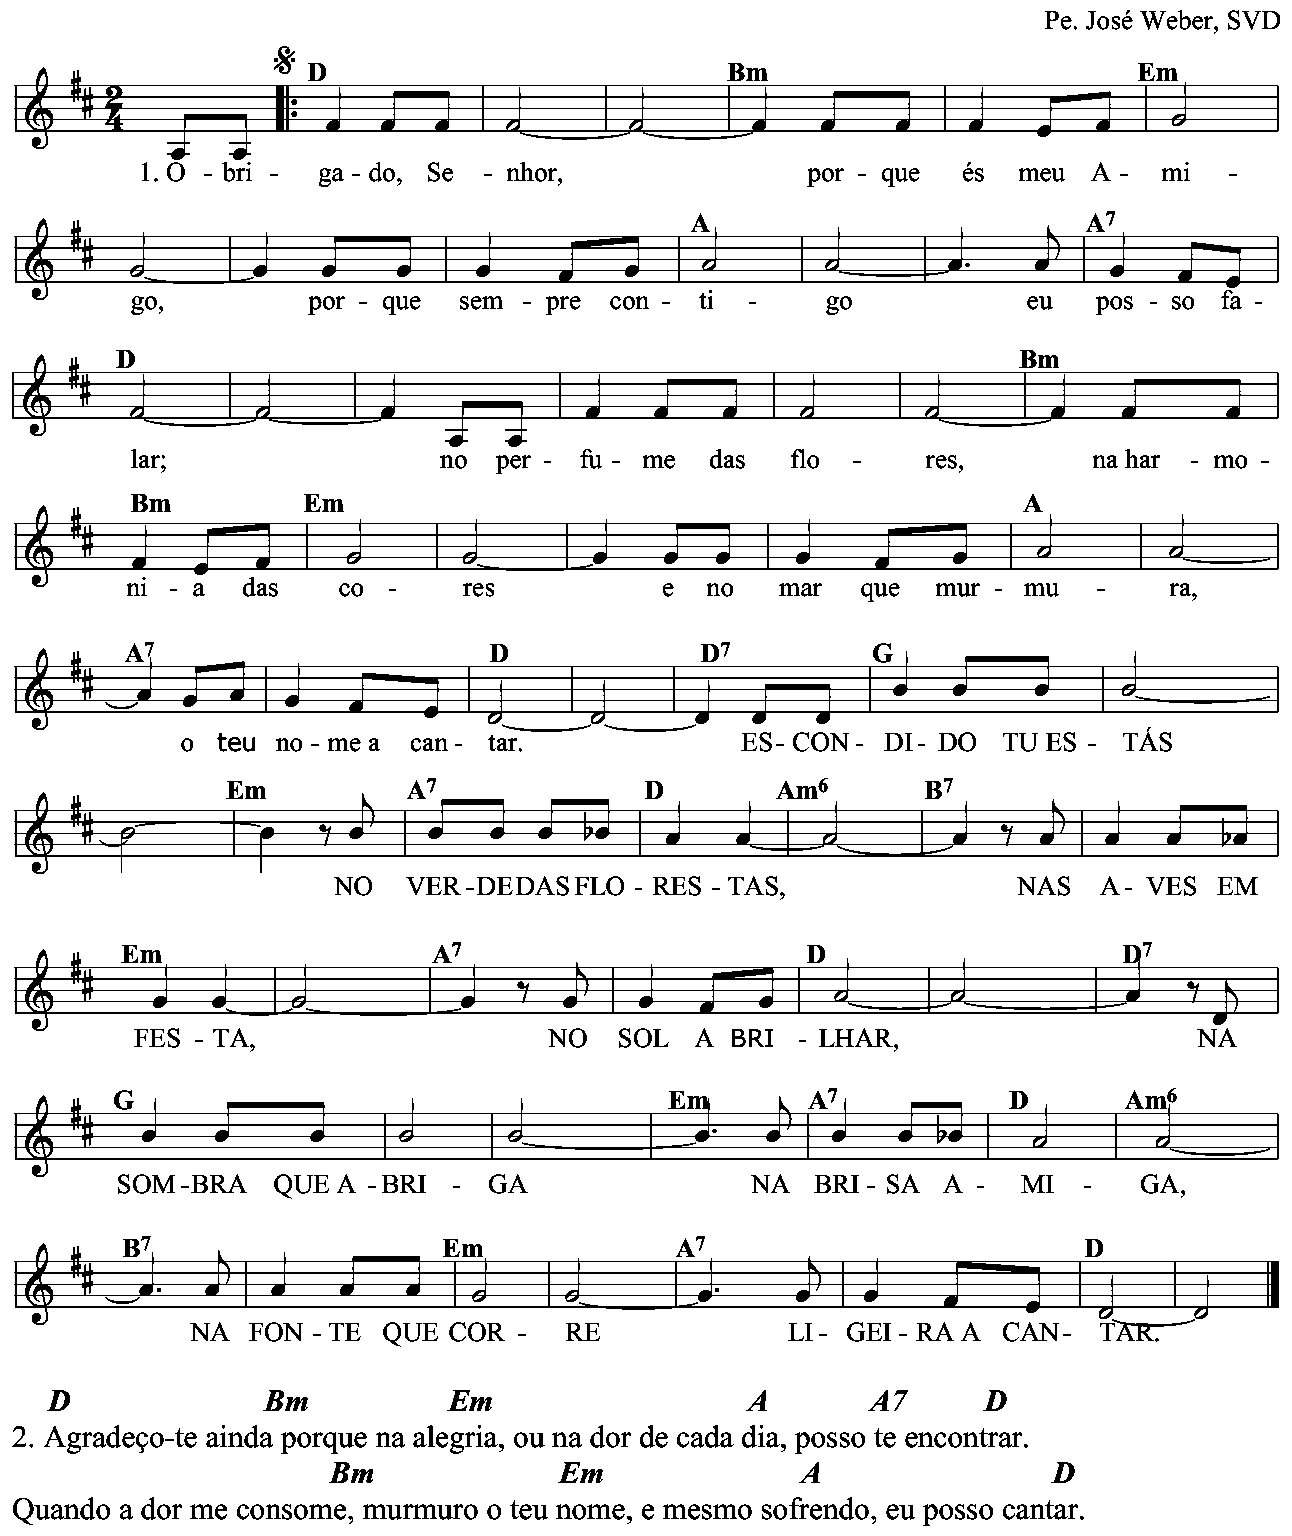 Pe. José Weber, SVD
D Bm Em
1. O - bri - ga - do, Se - nhor, por - que és meu A - mi -
A A7
go, por - que sem - pre con - ti - go eu pos - so fa -
D Bm
lar; no per - fu - me das flo - res, na har - mo -
Bm Em A
ni - a das co - res e no mar que mur - mu - ra,
A7 D D7 G
o teu no - me a can - tar. ES - CON - DI - DO TU ES - TÁS
Em A7 D Am6 B7
NO VER - DE DAS FLO - RES - TAS, NAS A - VES EM
Em A7 D D7
FES - TA, NO SOL A BRI - LHAR, NA
G Em A7 D Am6
SOM - BRA QUE A - BRI - GA NA BRI - SA A - MI - GA,
B7 Em A7 D
NA FON - TE QUE COR - RE LI - GEI - RA A CAN - TAR.
D Bm Em A A7 D
2. Agradeço-te ainda porque na alegria, ou na dor de cada dia, posso te encontrar.
Bm Em A D
Quando a dor me consome, murmuro o teu nome, e mesmo sofrendo, eu posso cantar.